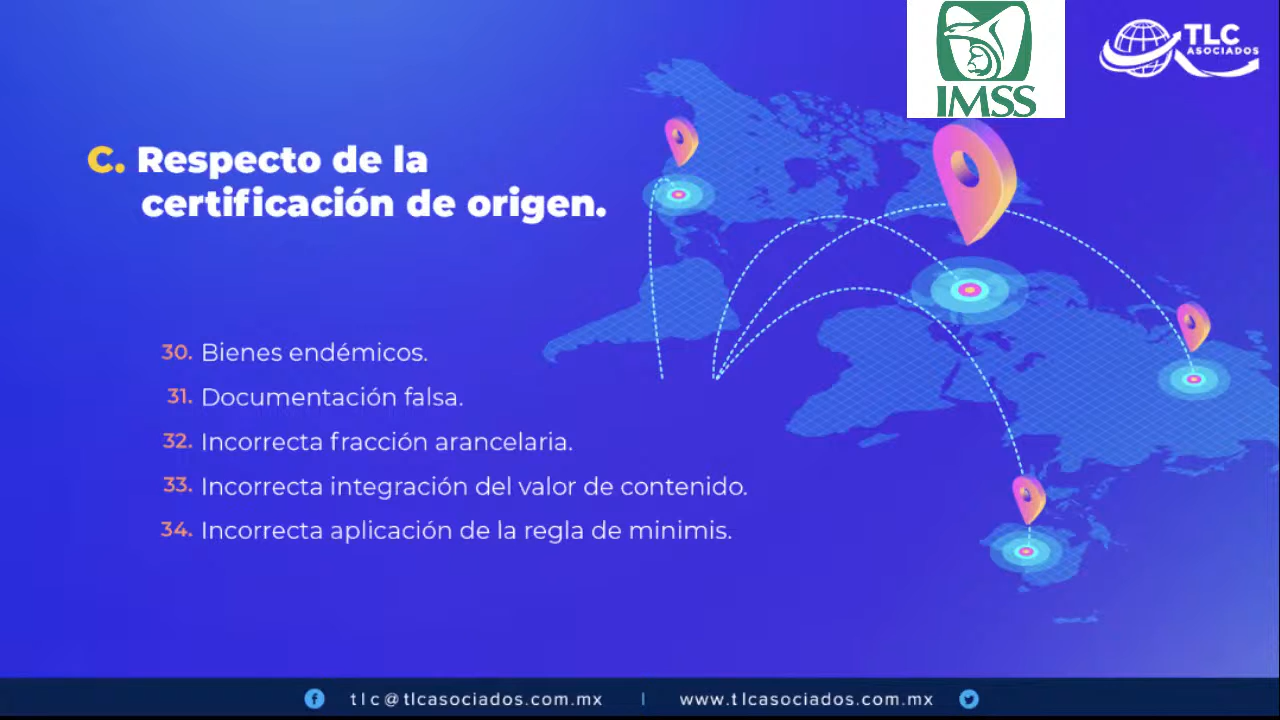 IMSS
TLC
ASOCIADOS
C. Respecto de la
certificación de origen.
30. Bienes endémicos.
31. Documentación falsa.
32. Incorrecta fracción arancelaria.
33. Incorrecta integración del valor de contenido.
34. Incorrecta aplicación de la regla de minimis.
tlc@tlcasociados.com.mx | www.tlcasociados.com.mx